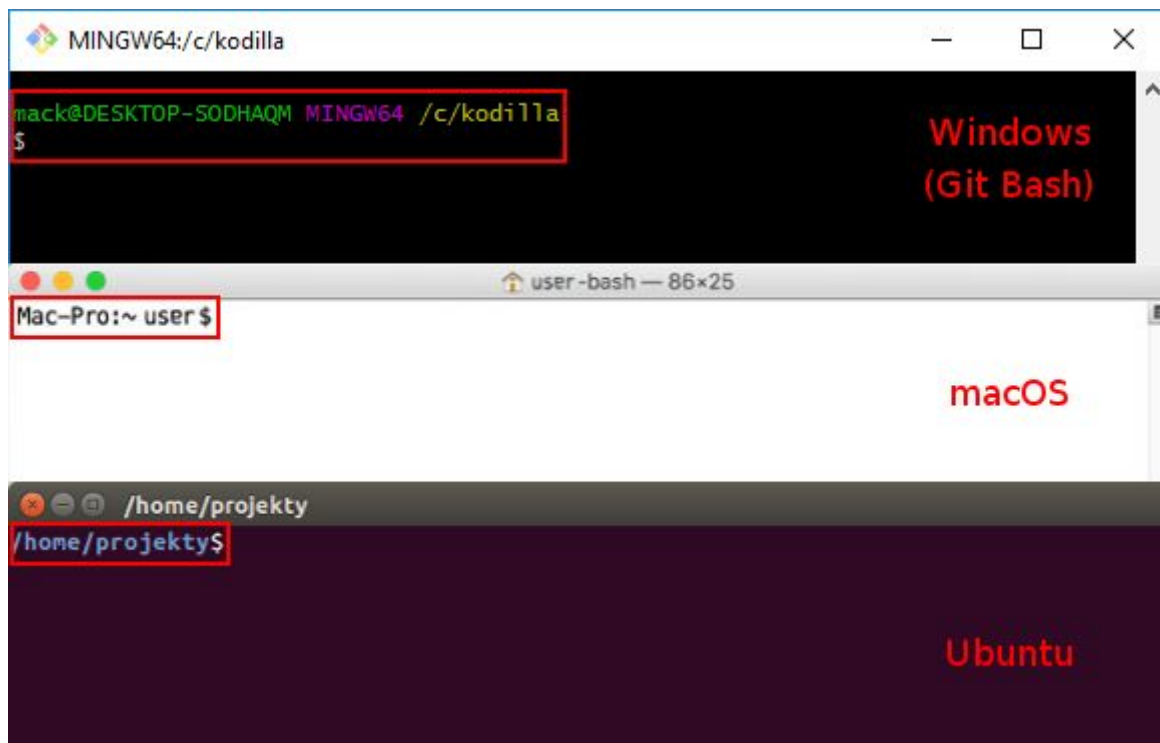 MINGW64:/c/kodilla
mack@DESKTOP-SODHAQM MINGW64 /c/kodilla
$
Windows
(Git Bash)
user-bash — 86×25
Mac-Pro:~ user$
macOS
/home/projekty
/home/projekty$
Ubuntu